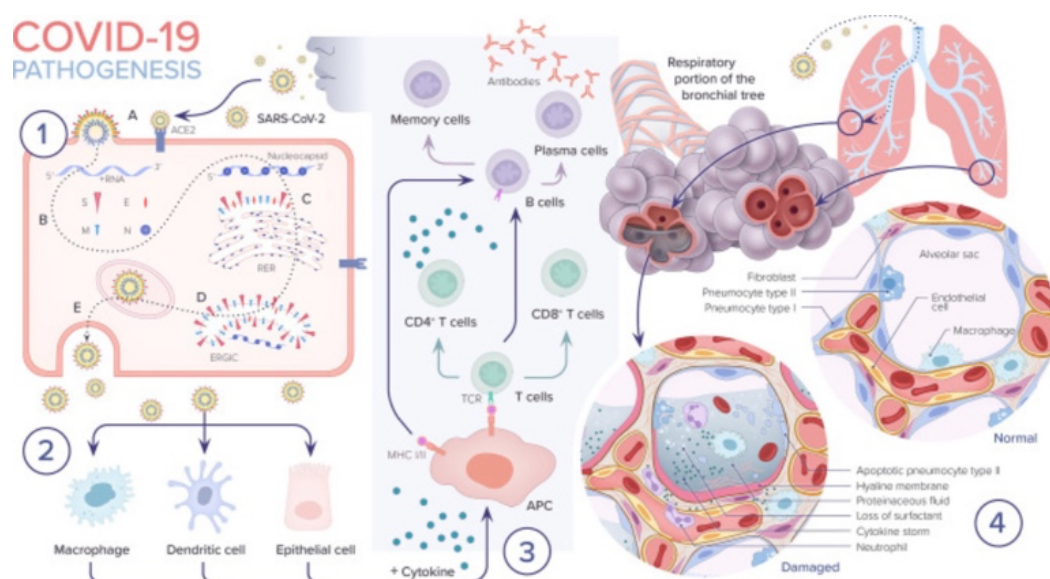 COVID-19
PATHOGENESIS
1
A
ACE2
SARS-CoV-2
5'
+RNA
3'
Nucleocapsid
5'
3'
B
S
E
M
N
C
RER
D
ERGIC
E
2
Macrophage
Dendritic cell
Epithelial cell
Antibodies
Memory cells
Plasma cells
B cells
CD4+ T cells
CD8+ T cells
TCR
T cells
MHC I/II
APC
+ Cytokine
3
Respiratory
portion of the
bronchial tree
Alveolar sac
Fibroblast
Pneumocyte type II
Pneumocyte type I
Endothelial
cell
Macrophage
Normal
Apoptotic pneumocyte type II
Hyaline membrane
Proteinaceous fluid
Loss of surfactant
Cytokine storm
Neutrophil
Damaged
4